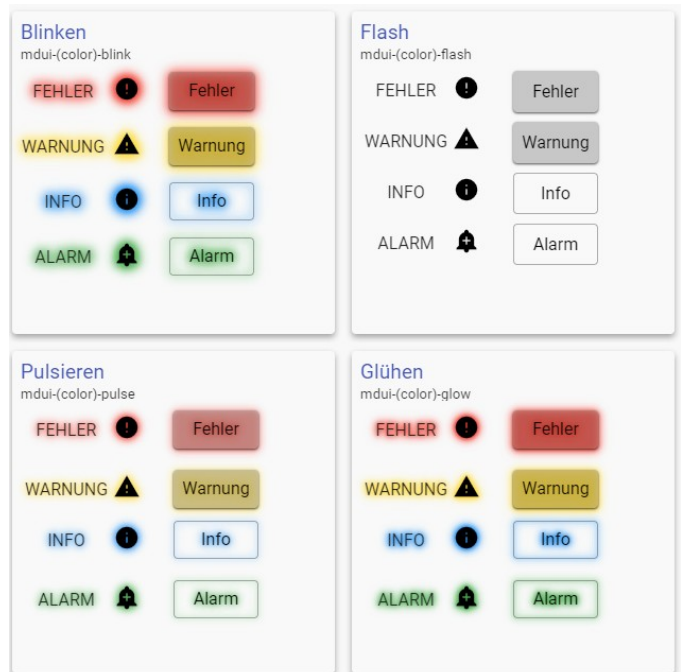 Blinken
mdui-(color)-blink
FEHLER Fehler
WARNUNG Warnung
INFO Info
ALARM Alarm
Flash
mdui-(color)-flash
FEHLER Fehler
WARNUNG Warnung
INFO Info
ALARM Alarm
Pulsieren
mdui-(color)-pulse
FEHLER Fehler
WARNUNG Warnung
INFO Info
ALARM Alarm
Glühen
mdui-(color)-glow
FEHLER Fehler
WARNUNG Warnung
INFO Info
ALARM Alarm